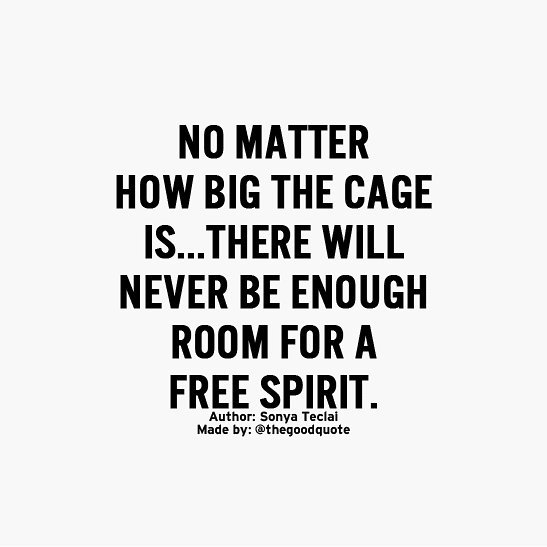 NO MATTER
HOW BIG THE CAGE
IS...THERE WILL
NEVER BE ENOUGH
ROOM FOR A
FREE SPIRIT.
Author: Sonya Teclai
Made by: @thegoodquote